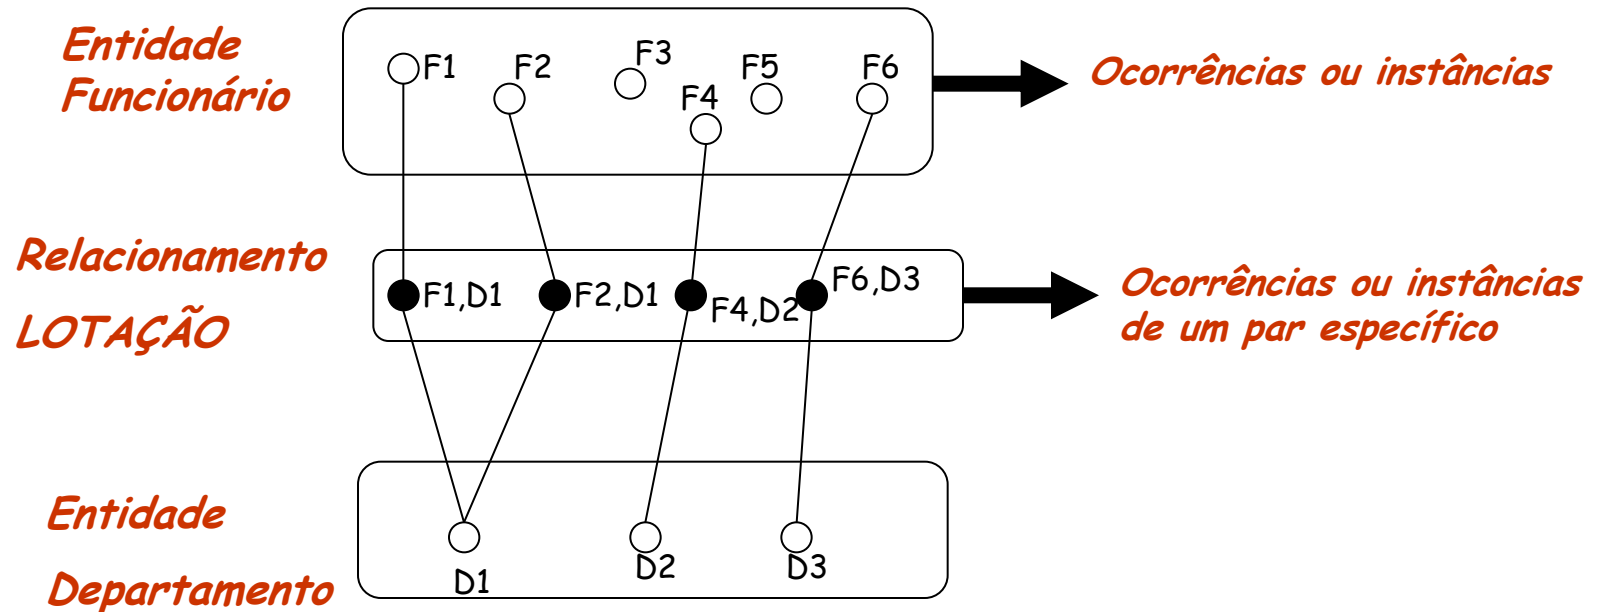 Entidade
Funcionário
F1
F2
F3
F4
F5
F6
Ocorrências ou instâncias
Relacionamento
LOTAÇÃO
F1,D1
F2,D1
F4,D2
F6,D3
Ocorrências ou instâncias
de um par específico
Entidade
Departamento
D1
D2
D3